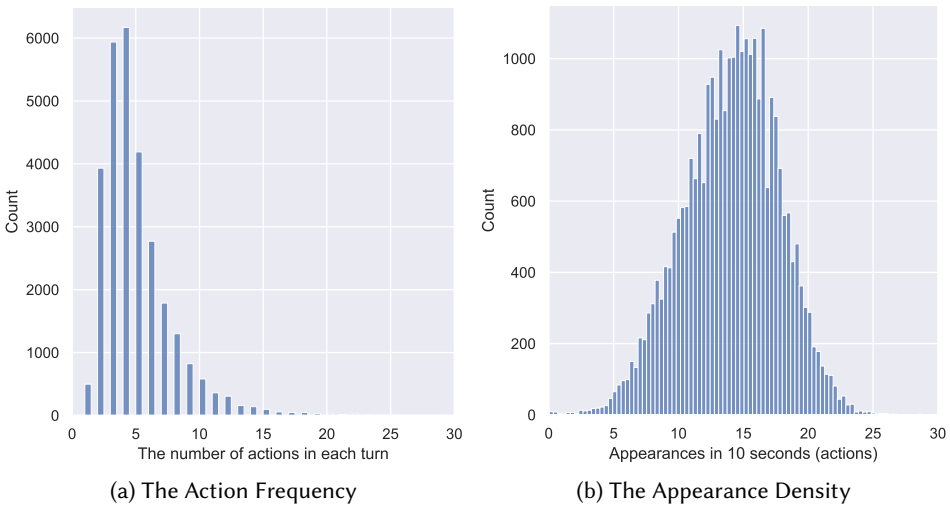 6000
5000
4000
3000
2000
1000
0
Count
0 5 10 15 20 25 30
The number of actions in each turn
(a) The Action Frequency
1000
800
600
400
200
0
Count
0 5 10 15 20 25 30
Appearances in 10 seconds (actions)
(b) The Appearance Density